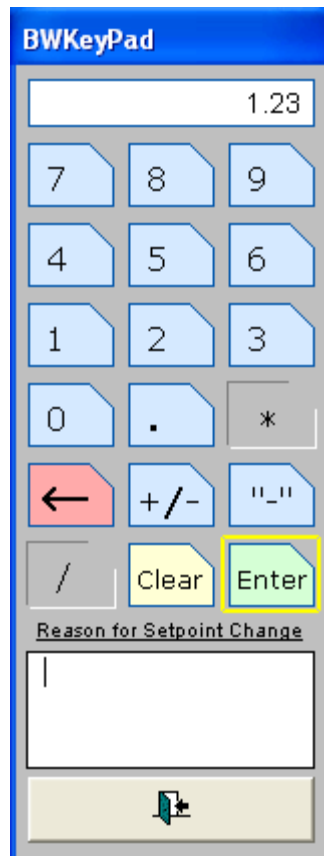 BWKeyPad
1.23
7 8 9
4 5 6
1 2 3
0 . *
← +/- "-"
/ Clear Enter
Reason for Setpoint Change